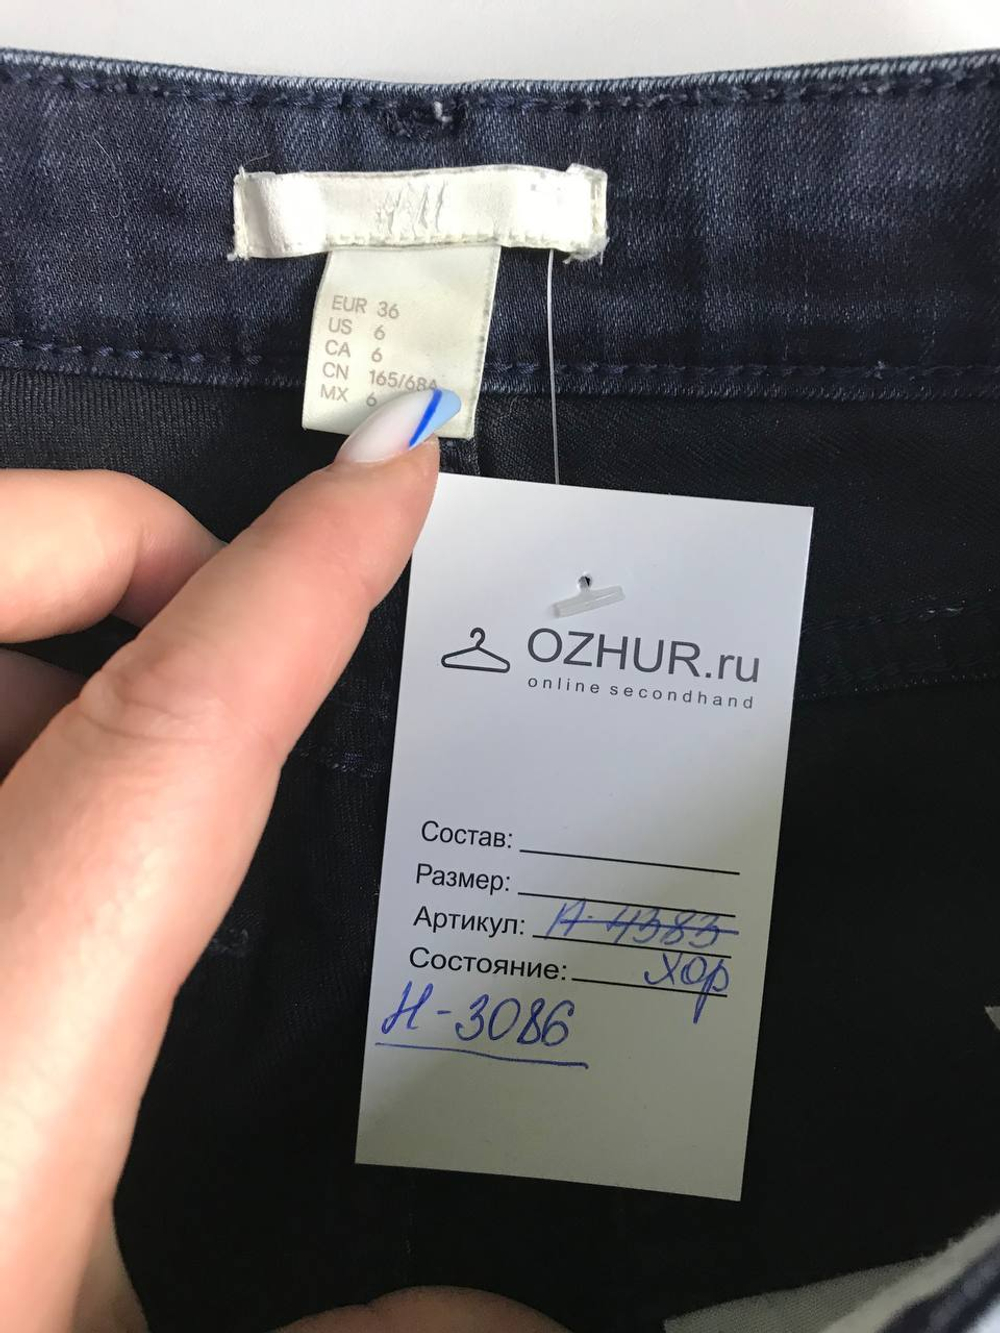 EUR 36
US 6
CA 6
CN 165/68A
MX 6
OZHUR.ru
online secondhand
Состав:
Размер:
Артикул: А-4383
Состояние: хор
Н-3086